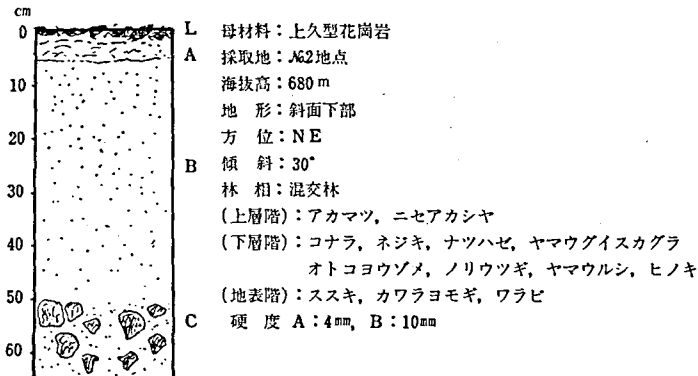 cm
0
10
20
30
40
50
60
L
A
B
C
母材料:上久型花崗岩
採取地:№2地点
海抜高:680m
地 形:斜面下部
方 位:NE
傾 斜:30°
林 相:混交林
(上層階):アカマツ,ニセアカシヤ
(下層階):コナラ,ネジキ,ナツハゼ,ヤマウグイスカグラ
オトコヨウゾメ,ノリウツギ,ヤマウルシ,ヒノキ
(地表階):ススキ,カワラヨモギ,ワラビ
硬 度 A:4mm, B:10mm